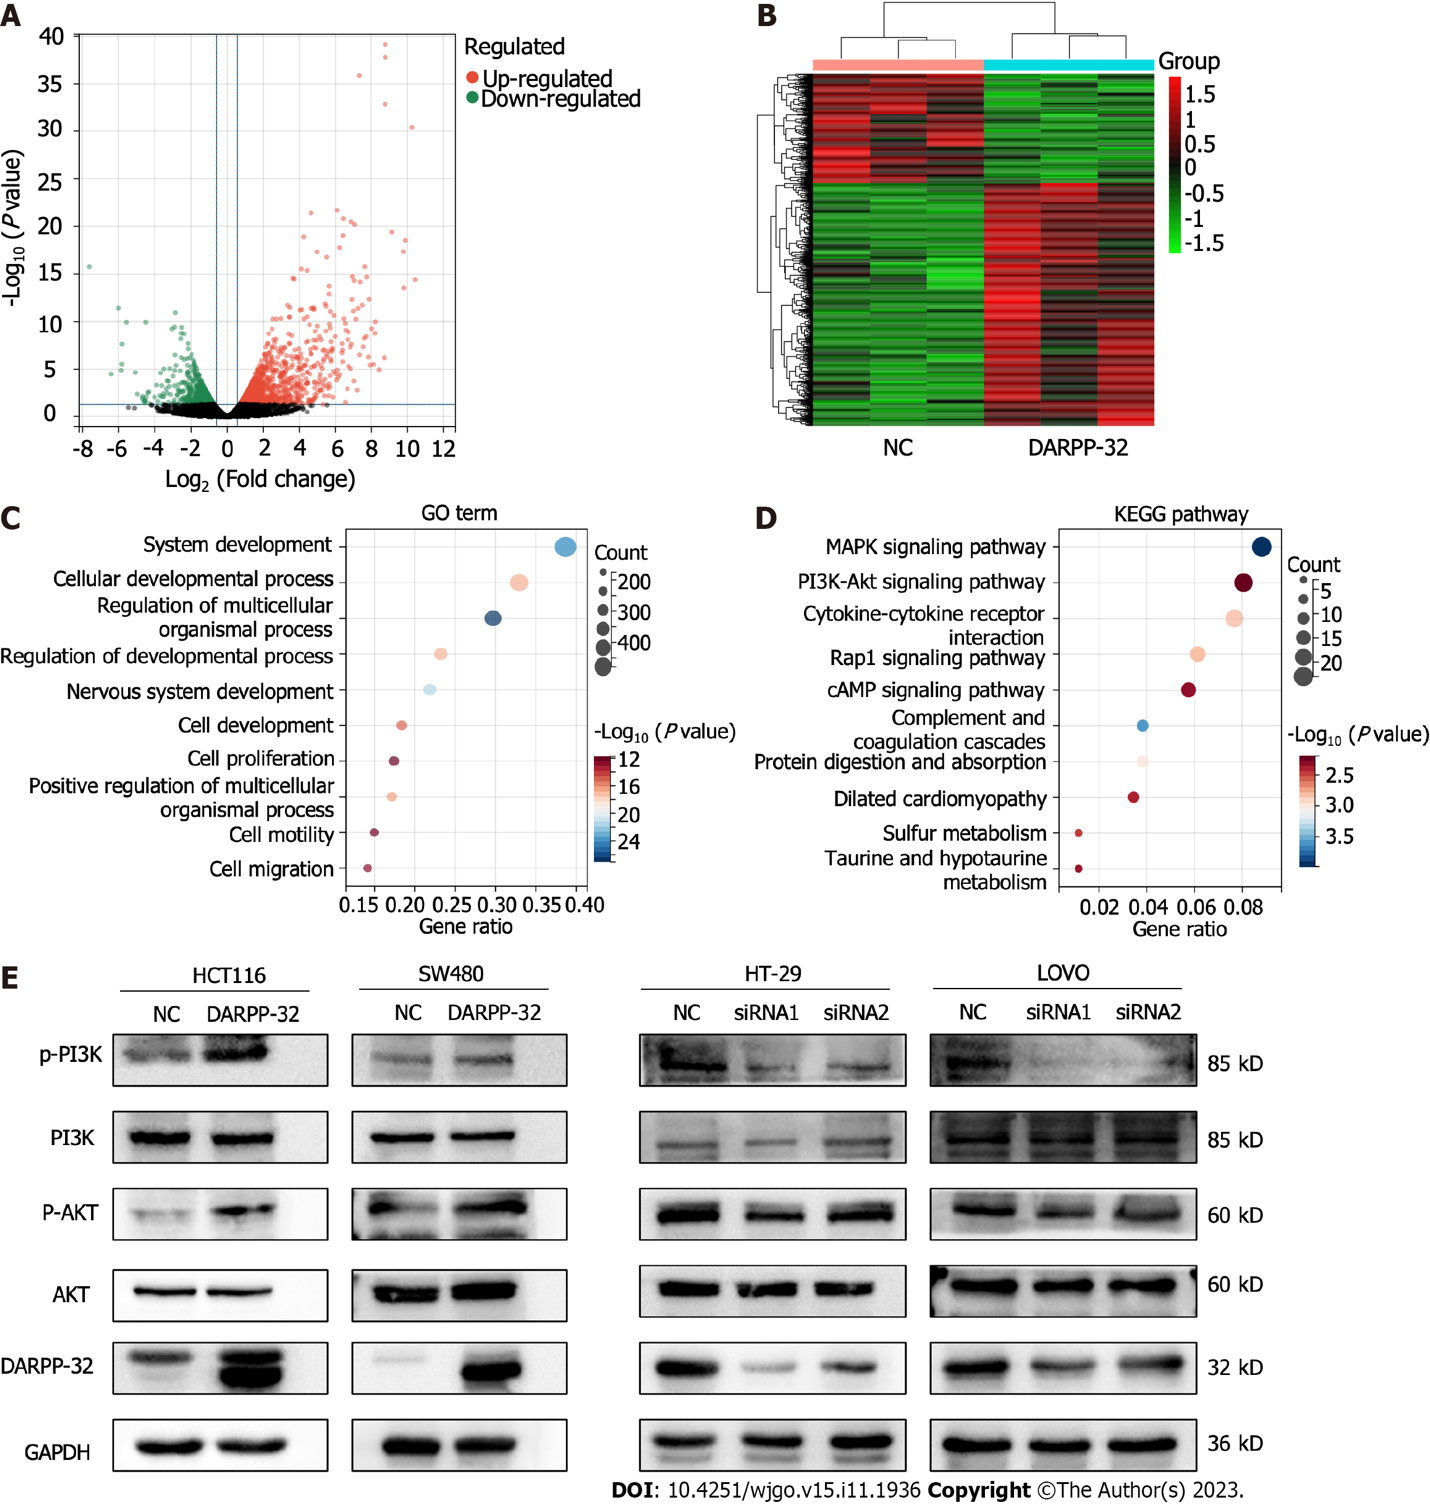 A
40
35
30
25
20
15
10
5
0
-Log10 (P value)
-8 -6 -4 -2 0 2 4 6 8 10 12
Log2 (Fold change)
Regulated
Up-regulated
Down-regulated
B
Group
1.5
1
0.5
0
-0.5
-1
-1.5
NC DARPP-32
C
GO term
System development
Cellular developmental process
Regulation of multicellular
organismal process
Regulation of developmental process
Nervous system development
Cell development
Cell proliferation
Positive regulation of multicellular
organismal process
Cell motility
Cell migration
0.15 0.20 0.25 0.30 0.35 0.40
Gene ratio
Count
200
300
400
-Log10 (P value)
12
16
20
24
D
KEGG pathway
MAPK signaling pathway
PI3K-Akt signaling pathway
Cytokine-cytokine receptor
interaction
Rap1 signaling pathway
cAMP signaling pathway
Complement and
coagulation cascades
Protein digestion and absorption
Dilated cardiomyopathy
Sulfur metabolism
Taurine and hypotaurine
metabolism
0.02 0.04 0.06 0.08
Gene ratio
Count
5
10
15
20
-Log10 (P value)
2.5
3.0
3.5
E
HCT116 SW480 HT-29 LOVO
NC DARPP-32 NC DARPP-32 NC siRNA1 siRNA2 NC siRNA1 siRNA2
p-PI3K 85 kD
PI3K 85 kD
P-AKT 60 kD
AKT 60 kD
DARPP-32 32 kD
GAPDH 36 kD
DOI: 10.4251/wjgo.v15.i11.1936 Copyright ©The Author(s) 2023.